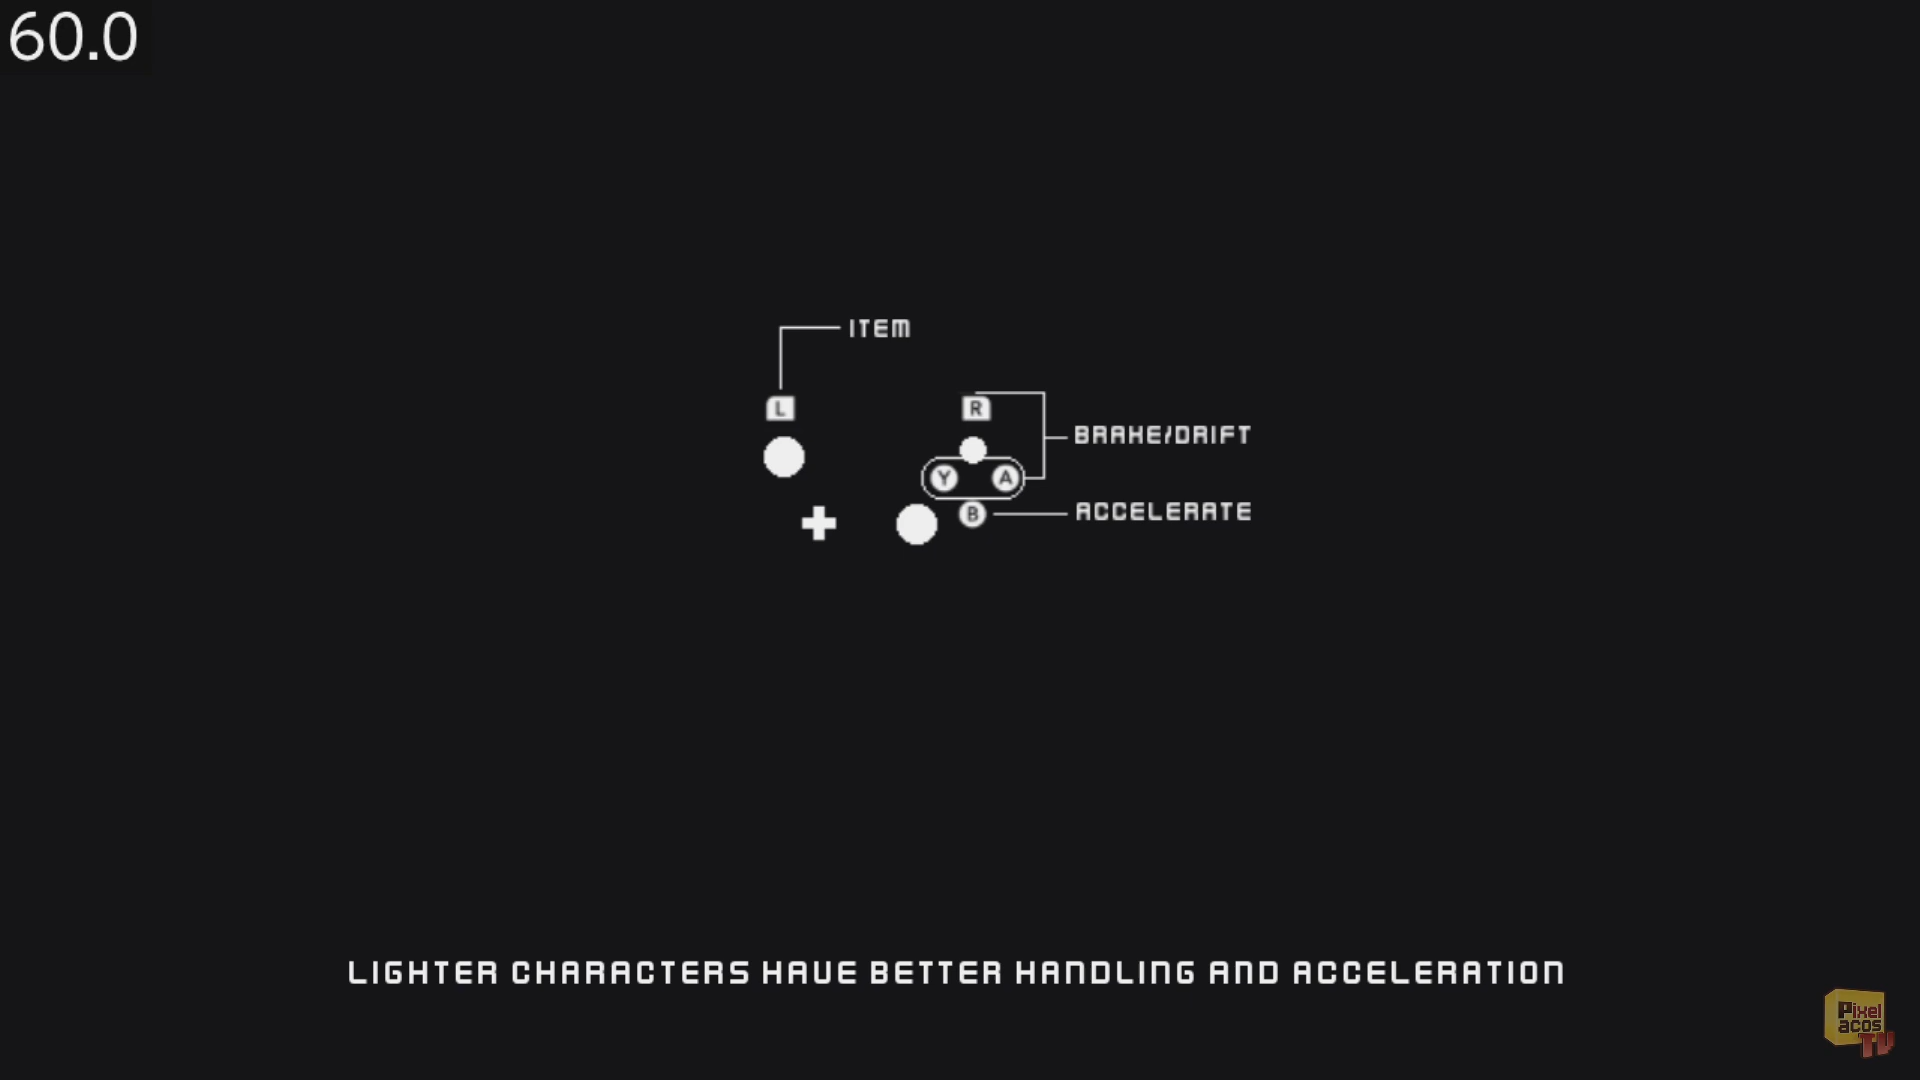 60.0
ITEM
L
R
BRAKE/DRIFT
Y
A
B
ACCELERATE
LIGHTER CHARACTERS HAVE BETTER HANDLING AND ACCELERATION
Pixel
acos
TV